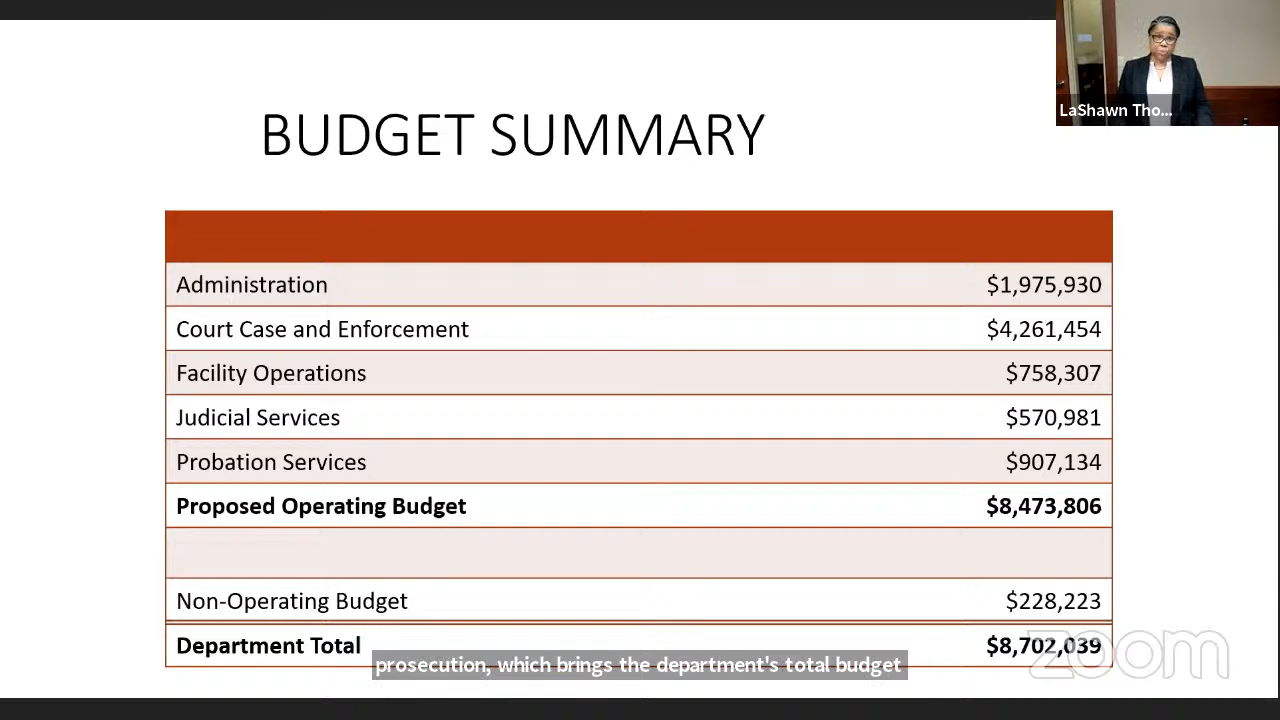 LaShawn Tho...
BUDGET SUMMARY
Administration $1,975,930
Court Case and Enforcement $4,261,454
Facility Operations $758,307
Judicial Services $570,981
Probation Services $907,134
Proposed Operating Budget $8,473,806
Non-Operating Budget $228,223
Department Total $8,702,039
prosecution, which brings the department's total budget
zoom